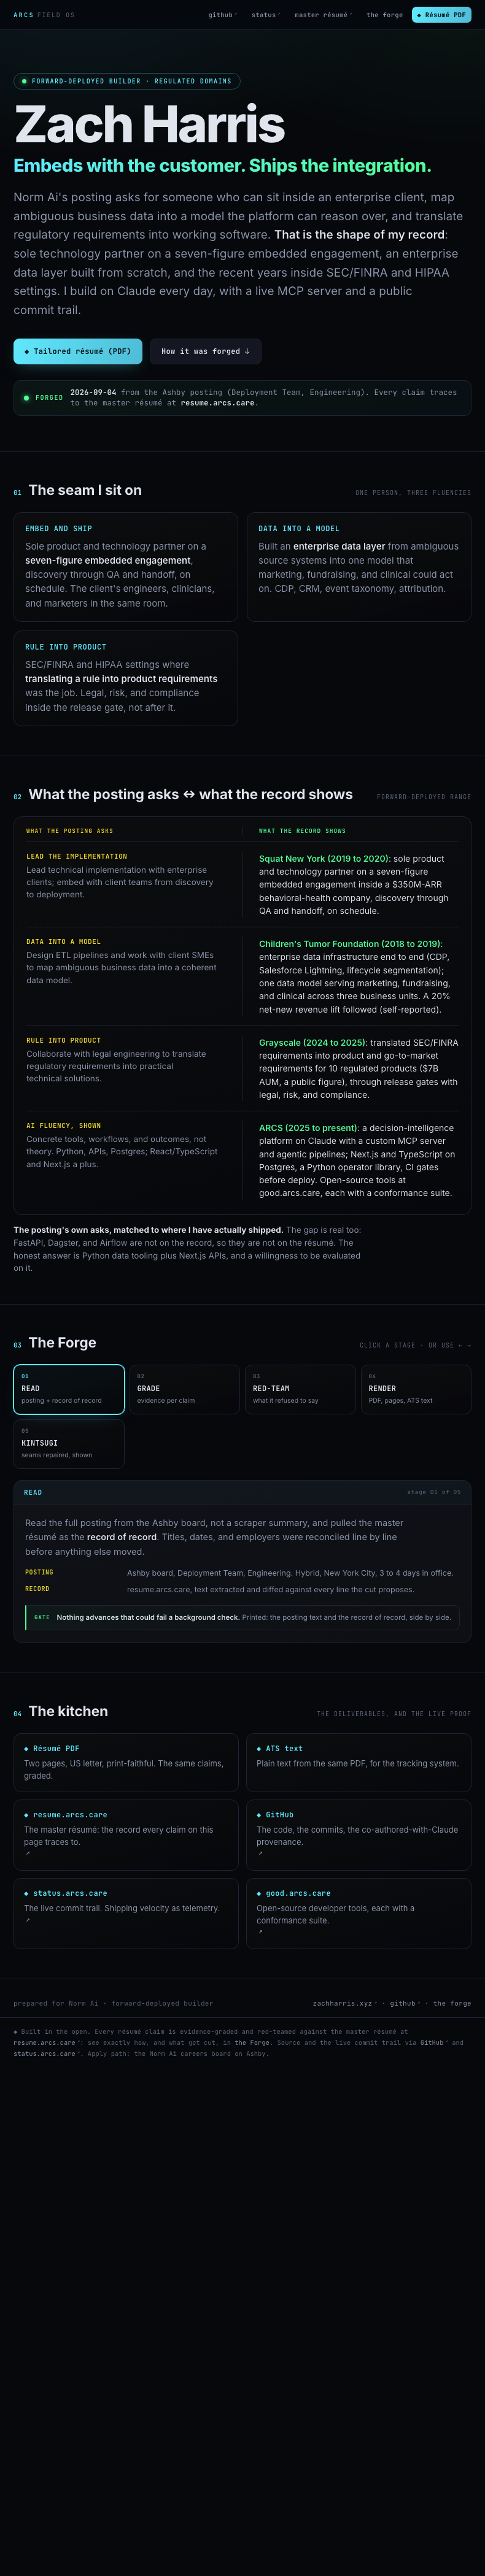 ARCS FIELD OS
github ↗ status ↗ master résumé ↗ the forge ◆ Résumé PDF
FORWARD-DEPLOYED BUILDER · REGULATED DOMAINS
Zach Harris
Embeds with the customer. Ships the integration.
Norm Ai's posting asks for someone who can sit inside an enterprise client, map
ambiguous business data into a model the platform can reason over, and translate
regulatory requirements into working software. That is the shape of my record:
sole technology partner on a seven-figure embedded engagement, an enterprise
data layer built from scratch, and the recent years inside SEC/FINRA and HIPAA
settings. I build on Claude every day, with a live MCP server and a public
commit trail.
◆ Tailored résumé (PDF)
How it was forged ↓
FORGED
2026-09-04 from the Ashby posting (Deployment Team, Engineering). Every claim traces
to the master résumé at resume.arcs.care.
01 The seam I sit on
ONE PERSON, THREE FLUENCIES
EMBED AND SHIP
Sole product and technology partner on a
seven-figure embedded engagement,
discovery through QA and handoff, on
schedule. The client's engineers, clinicians,
and marketers in the same room.
DATA INTO A MODEL
Built an enterprise data layer from ambiguous
source systems into one model that
marketing, fundraising, and clinical could act
on. CDP, CRM, event taxonomy, attribution.
RULE INTO PRODUCT
SEC/FINRA and HIPAA settings where
translating a rule into product requirements
was the job. Legal, risk, and compliance
inside the release gate, not after it.
02 What the posting asks ↔ what the record shows
FORWARD-DEPLOYED RANGE
WHAT THE POSTING ASKS
WHAT THE RECORD SHOWS
LEAD THE IMPLEMENTATION
Lead technical implementation with enterprise
clients; embed with client teams from discovery
to deployment.
Squat New York (2019 to 2020): sole product
and technology partner on a seven-figure
embedded engagement inside a $350M-ARR
behavioral-health company, discovery through
QA and handoff, on schedule.
DATA INTO A MODEL
Design ETL pipelines and work with client SMEs
to map ambiguous business data into a coherent
data model.
Children's Tumor Foundation (2018 to 2019):
enterprise data infrastructure end to end (CDP,
Salesforce Lightning, lifecycle segmentation);
one data model serving marketing, fundraising,
and clinical across three business units. A 20%
net-new revenue lift followed (self-reported).
RULE INTO PRODUCT
Collaborate with legal engineering to translate
regulatory requirements into practical
technical solutions.
Grayscale (2024 to 2025): translated SEC/FINRA
requirements into product and go-to-market
requirements for 10 regulated products ($7B
AUM, a public figure), through release gates with
legal, risk, and compliance.
AI FLUENCY, SHOWN
Concrete tools, workflows, and outcomes, not
theory. Python, APIs, Postgres; React/TypeScript
and Next.js a plus.
ARCS (2025 to present): a decision-intelligence
platform on Claude with a custom MCP server
and agentic pipelines; Next.js and TypeScript on
Postgres, a Python operator library, CI gates
before deploy. Open-source tools at
good.arcs.care, each with a conformance suite.
The posting's own asks, matched to where I have actually shipped. The gap is real too:
FastAPI, Dagster, and Airflow are not on the record, so they are not on the résumé. The
honest answer is Python data tooling plus Next.js APIs, and a willingness to be evaluated
on it.
03 The Forge
CLICK A STAGE · OR USE ← →
01
READ
posting + record of record
02
GRADE
evidence per claim
03
RED-TEAM
what it refused to say
04
RENDER
PDF, pages, ATS text
05
KINTSUGI
seams repaired, shown
READ
stage 01 of 05
Read the full posting from the Ashby board, not a scraper summary, and pulled the master
résumé as the record of record. Titles, dates, and employers were reconciled line by line
before anything else moved.
POSTING
Ashby board, Deployment Team, Engineering. Hybrid, New York City, 3 to 4 days in office.
RECORD
resume.arcs.care, text extracted and diffed against every line the cut proposes.
GATE Nothing advances that could fail a background check. Printed: the posting text and the record of record, side by side.
04 The kitchen
THE DELIVERABLES, AND THE LIVE PROOF
◆ Résumé PDF
Two pages, US letter, print-faithful. The same claims,
graded.
◆ ATS text
Plain text from the same PDF, for the tracking system.
◆ resume.arcs.care
The master résumé: the record every claim on this
page traces to.
↗
◆ GitHub
The code, the commits, the co-authored-with-Claude
provenance.
↗
◆ status.arcs.care
The live commit trail. Shipping velocity as telemetry.
↗
◆ good.arcs.care
Open-source developer tools, each with a
conformance suite.
↗
prepared for Norm Ai · forward-deployed builder
zachharris.xyz ↗ · github ↗ · the forge
◆ Built in the open. Every résumé claim is evidence-graded and red-teamed against the master résumé at
resume.arcs.care ↗; see exactly how, and what got cut, in the Forge. Source and the live commit trail via GitHub ↗ and
status.arcs.care ↗. Apply path: the Norm Ai careers board on Ashby.